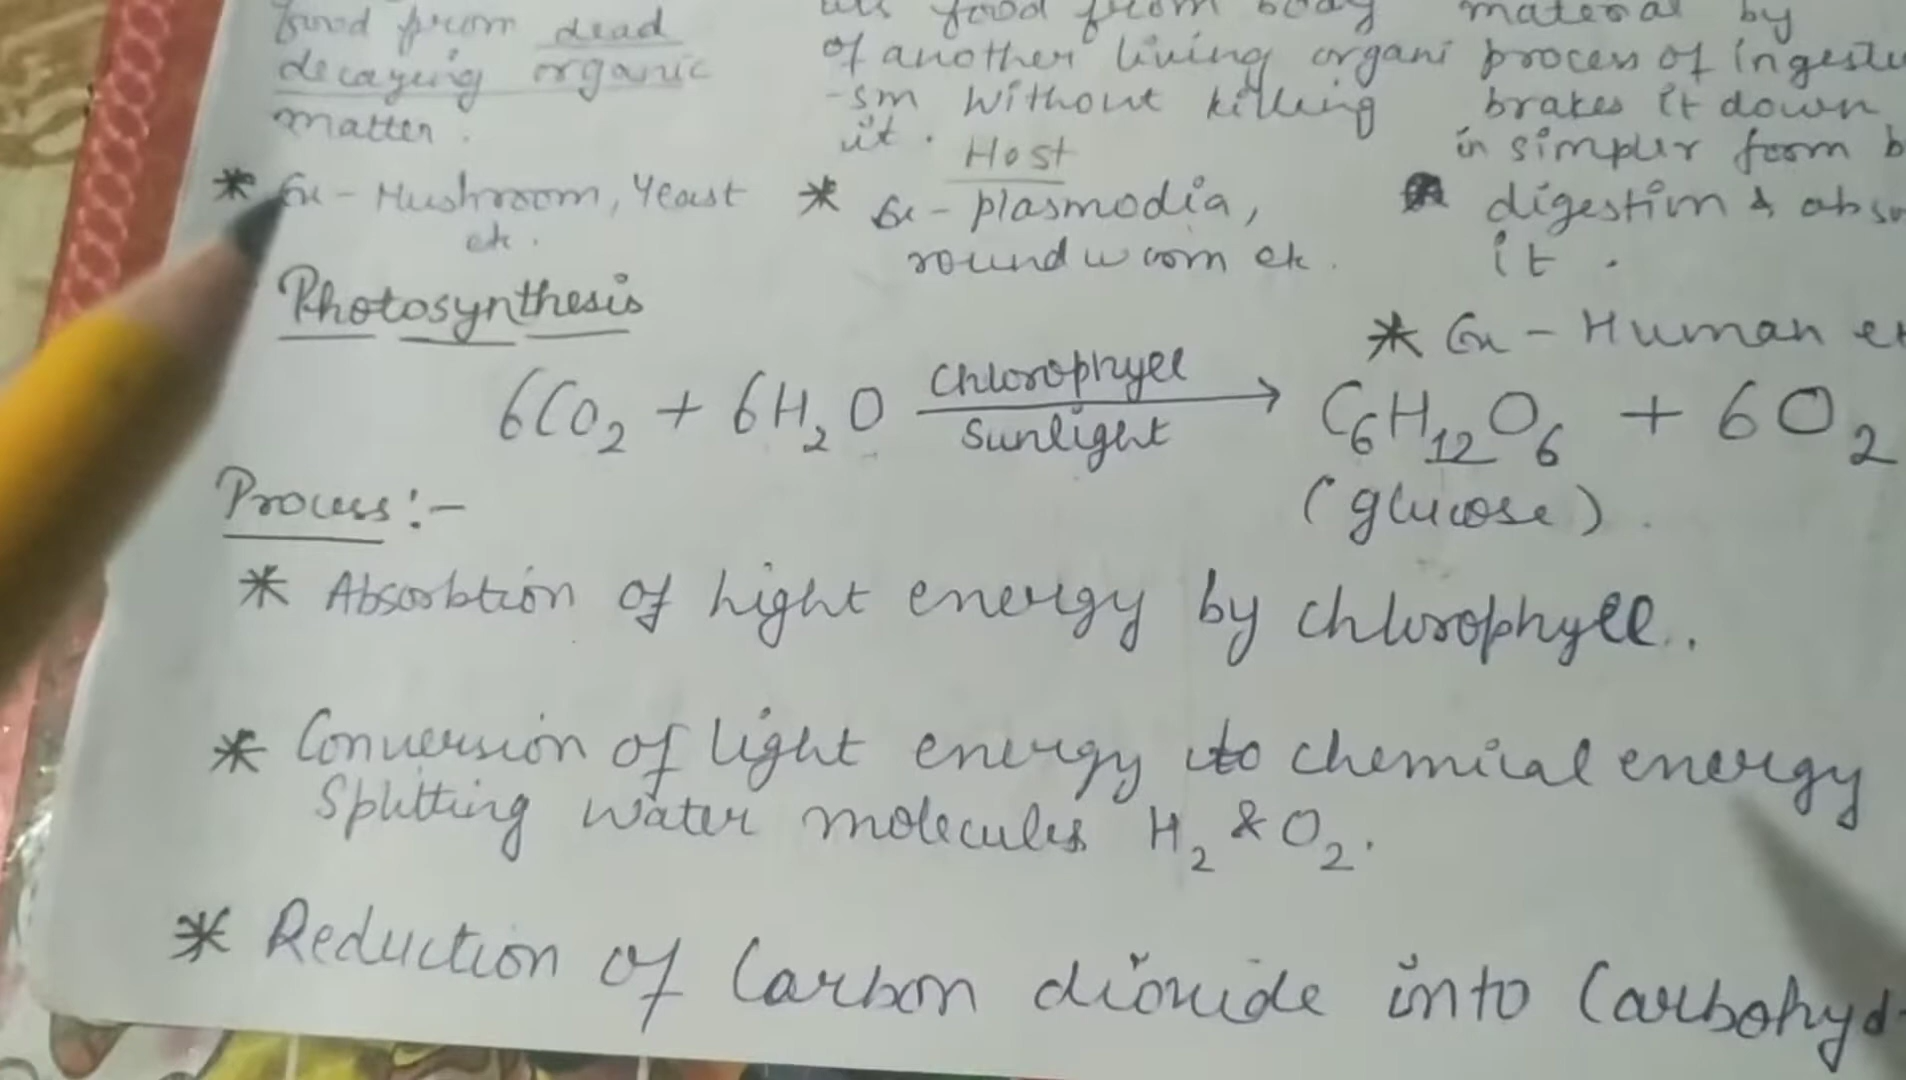 food from dead
decaying organic
matter.
* Ex - Mushroom, Yeast
etc.
food from body
of another living organi
-sm without killing
it.
Host
* Ex - plasmodia,
roundworm etc.
material by
process of ingesti
brakes it down
in simpler form b
digestion & abso
it.
* Ex - Human et
Photosynthesis
6CO2 + 6H2O Chlorophyll Sunlight → C6H12O6 + 6O2
(glucose)
Process:-
* Absorbtion of light energy by chlorophyll..
* Conversion of light energy to chemical energy
Splitting water molecules H2 & O2.
* Reduction of Carbon dioxide into Carbohyd